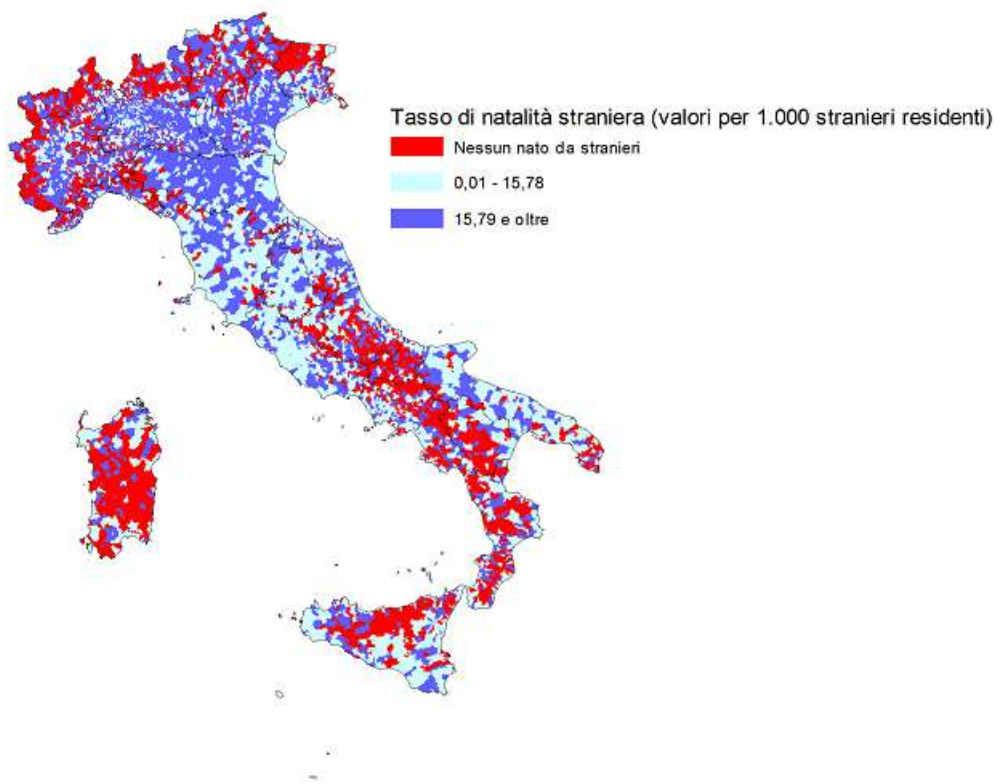 Tasso di natalità straniera (valori per 1.000 stranieri residenti)
Nessun nato da stranieri
0,01 - 15,78
15,79 e oltre